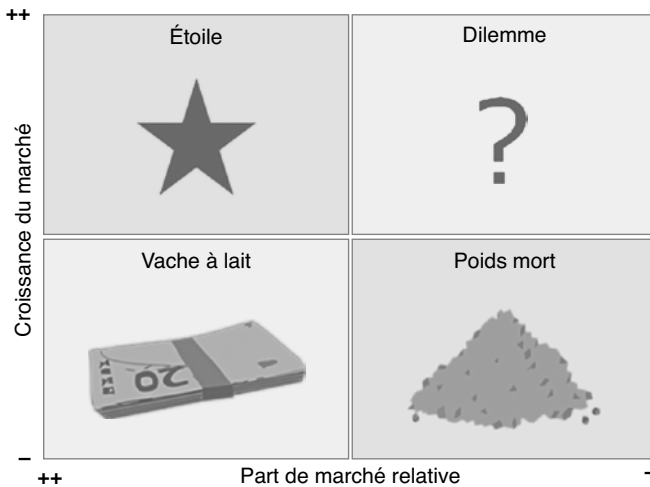 ++
Étoile
Dilemme
?
Croissance du marché
Vache à lait
Poids mort
20
–
++
Part de marché relative
–